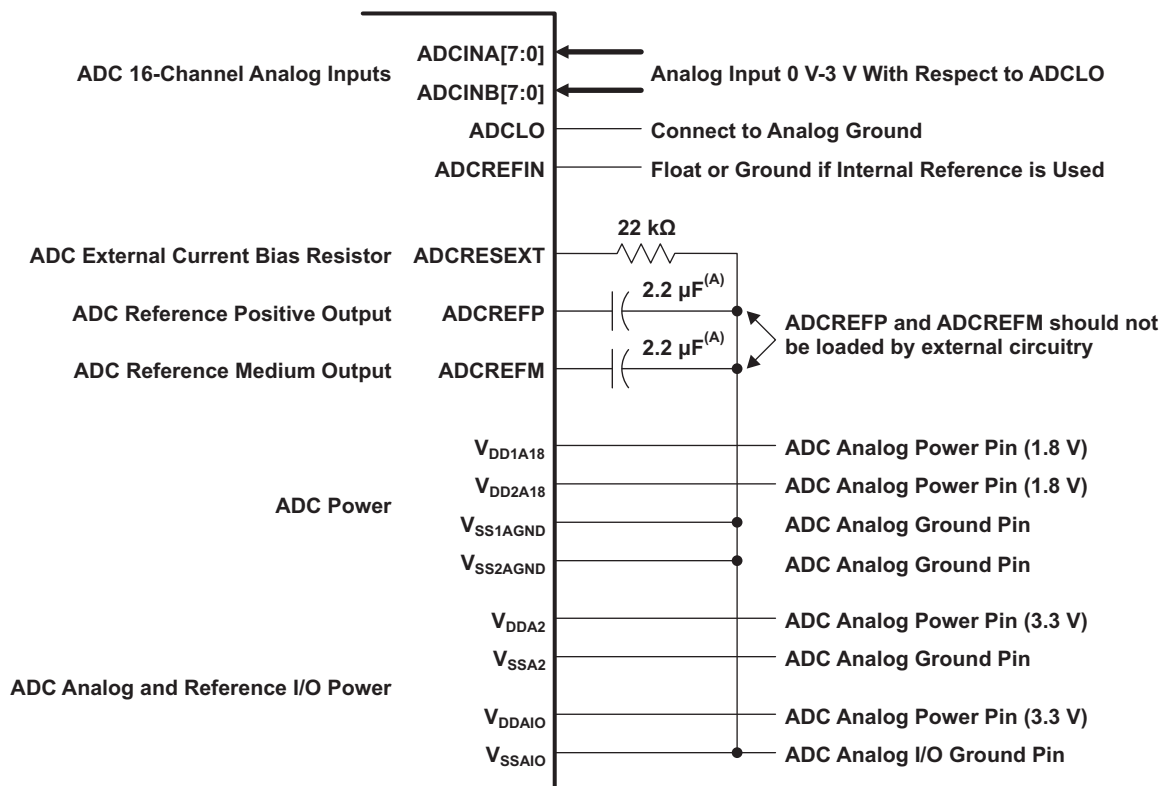 ADC 16-Channel Analog Inputs
ADCINA[7:0]
ADCINB[7:0]
Analog Input 0 V-3 V With Respect to ADCLO
ADCLO
Connect to Analog Ground
ADCREFIN
Float or Ground if Internal Reference is Used
22 kΩ
ADC External Current Bias Resistor
ADCRESEXT
2.2 µF(A)
ADC Reference Positive Output
ADCREFP
ADCREFP and ADCREFM should not
be loaded by external circuitry
2.2 µF(A)
ADC Reference Medium Output
ADCREFM
ADC Power
VDD1A18
ADC Analog Power Pin (1.8 V)
VDD2A18
ADC Analog Power Pin (1.8 V)
VSS1AGND
ADC Analog Ground Pin
VSS2AGND
ADC Analog Ground Pin
ADC Analog and Reference I/O Power
VDDA2
ADC Analog Power Pin (3.3 V)
VSSA2
ADC Analog Ground Pin
VDDAIO
ADC Analog Power Pin (3.3 V)
VSSAIO
ADC Analog I/O Ground Pin